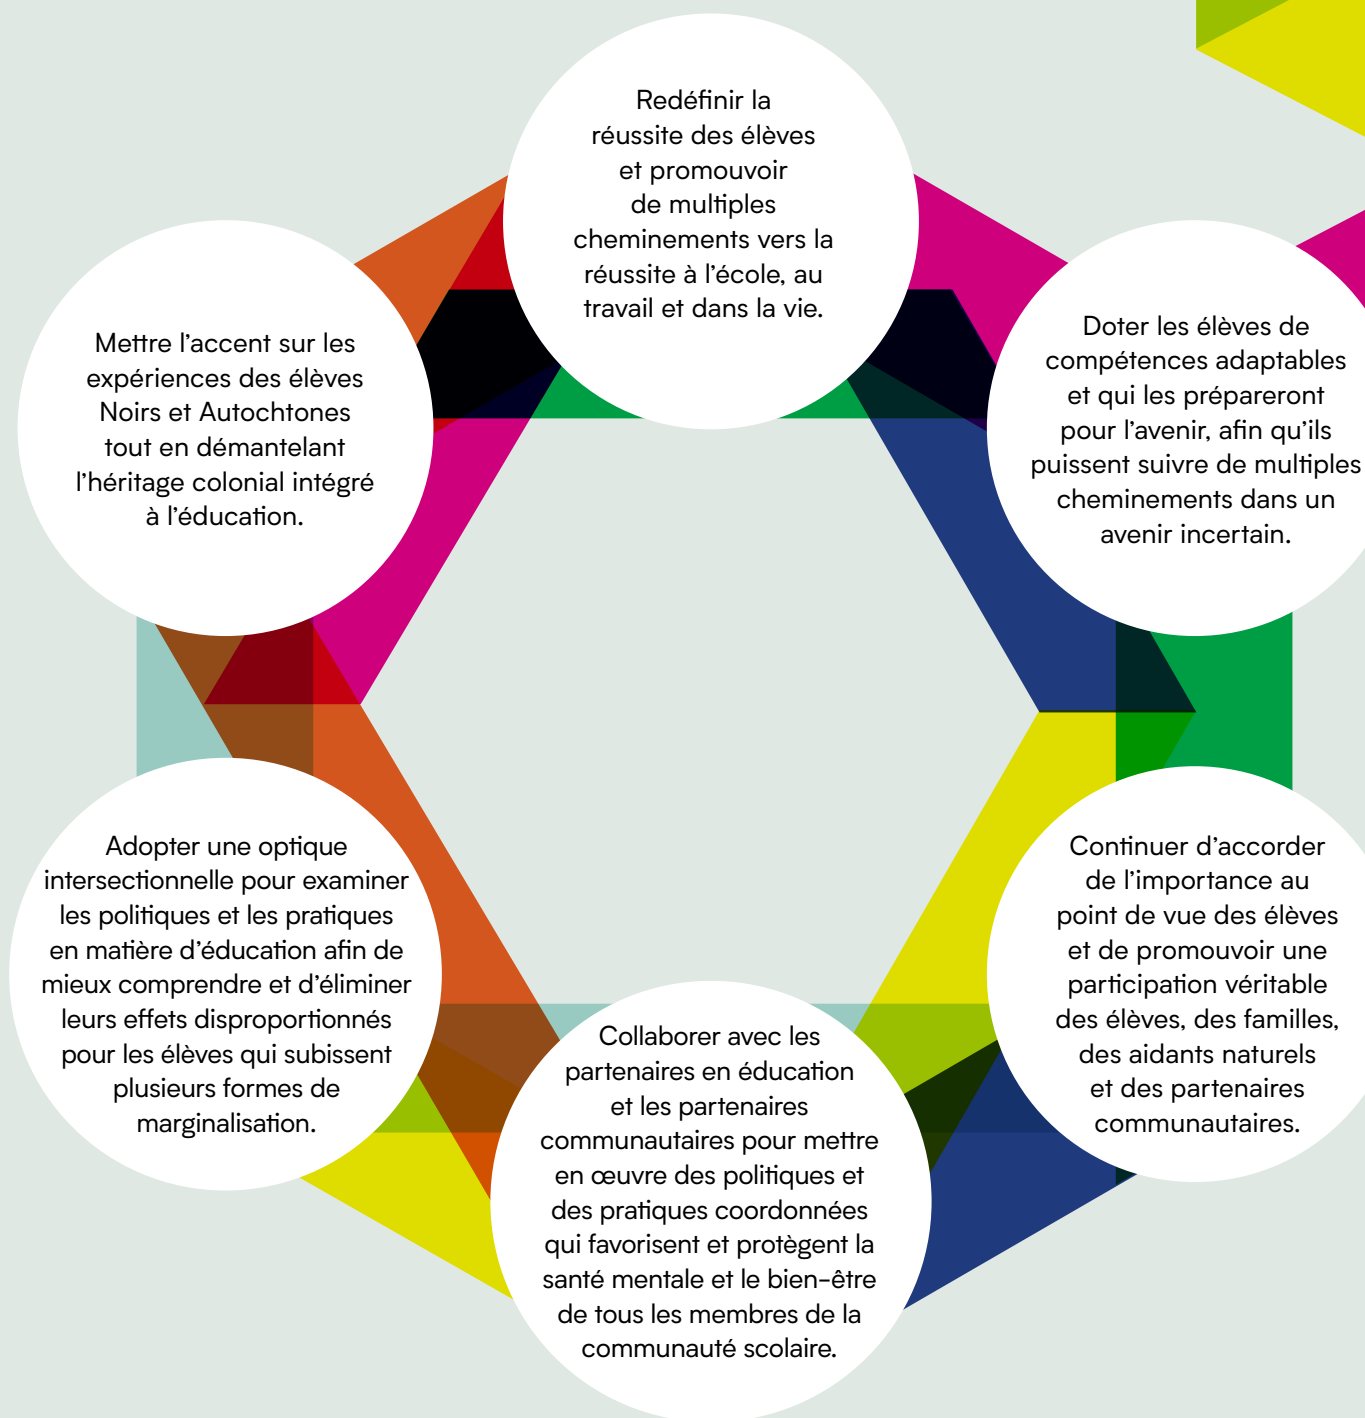 Redéfinir la
réussite des élèves
et promouvoir
de multiples
cheminements vers la
réussite à l’école, au
travail et dans la vie.
Doter les élèves de
compétences adaptables
et qui les prépareront
pour l’avenir, afin qu’ils
puissent suivre de multiples
cheminements dans un
avenir incertain.
Continuer d’accorder
de l’importance au
point de vue des élèves
et de promouvoir une
participation véritable
des élèves, des familles,
des aidants naturels
et des partenaires
communautaires.
Collaborer avec les
partenaires en éducation
et les partenaires
communautaires pour mettre
en œuvre des politiques et
des pratiques coordonnées
qui favorisent et protègent la
santé mentale et le bien-être
de tous les membres de la
communauté scolaire.
Adopter une optique
intersectionnelle pour examiner
les politiques et les pratiques
en matière d’éducation afin de
mieux comprendre et d’éliminer
leurs effets disproportionnés
pour les élèves qui subissent
plusieurs formes de
marginalisation.
Mettre l’accent sur les
expériences des élèves
Noirs et Autochtones
tout en démantelant
l’héritage colonial intégré
à l’éducation.